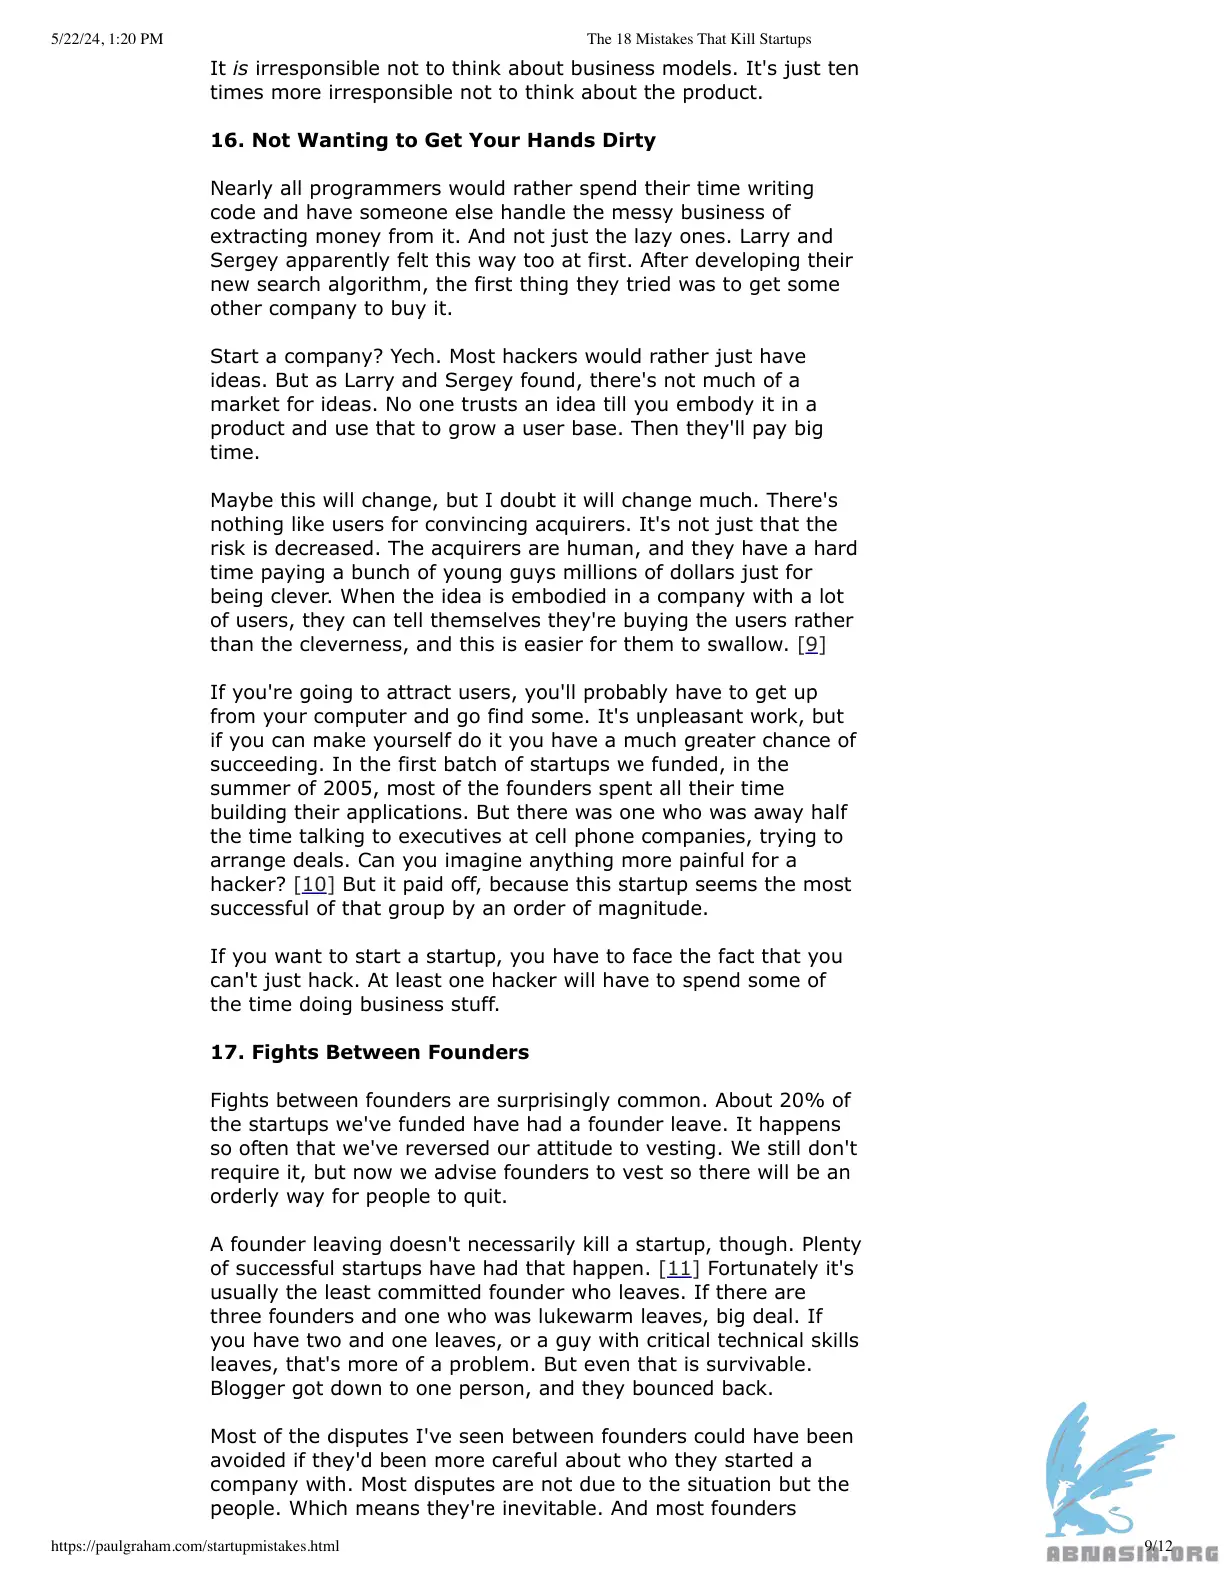 5/22/24, 1:20 PM
The 18 Mistakes That Kill Startups
It is irresponsible not to think about business models. It's just ten
times more irresponsible not to think about the product.
16. Not Wanting to Get Your Hands Dirty
Nearly all programmers would rather spend their time writing
code and have someone else handle the messy business of
extracting money from it. And not just the lazy ones. Larry and
Sergey apparently felt this way too at first. After developing their
new search algorithm, the first thing they tried was to get some
other company to buy it.
Start a company? Yech. Most hackers would rather just have
ideas. But as Larry and Sergey found, there's not much of a
market for ideas. No one trusts an idea till you embody it in a
product and use that to grow a user base. Then they'll pay big
time.
Maybe this will change, but I doubt it will change much. There's
nothing like users for convincing acquirers. It's not just that the
risk is decreased. The acquirers are human, and they have a hard
time paying a bunch of young guys millions of dollars just for
being clever. When the idea is embodied in a company with a lot
of users, they can tell themselves they're buying the users rather
than the cleverness, and this is easier for them to swallow. [9]
If you're going to attract users, you'll probably have to get up
from your computer and go find some. It's unpleasant work, but
if you can make yourself do it you have a much greater chance of
succeeding. In the first batch of startups we funded, in the
summer of 2005, most of the founders spent all their time
building their applications. But there was one who was away half
the time talking to executives at cell phone companies, trying to
arrange deals. Can you imagine anything more painful for a
hacker? [10] But it paid off, because this startup seems the most
successful of that group by an order of magnitude.
If you want to start a startup, you have to face the fact that you
can't just hack. At least one hacker will have to spend some of
the time doing business stuff.
17. Fights Between Founders
Fights between founders are surprisingly common. About 20% of
the startups we've funded have had a founder leave. It happens
so often that we've reversed our attitude to vesting. We still don't
require it, but now we advise founders to vest so there will be an
orderly way for people to quit.
A founder leaving doesn't necessarily kill a startup, though. Plenty
of successful startups have had that happen. [11] Fortunately it's
usually the least committed founder who leaves. If there are
three founders and one who was lukewarm leaves, big deal. If
you have two and one leaves, or a guy with critical technical skills
leaves, that's more of a problem. But even that is survivable.
Blogger got down to one person, and they bounced back.
Most of the disputes I've seen between founders could have been
avoided if they'd been more careful about who they started a
company with. Most disputes are not due to the situation but the
people. Which means they're inevitable. And most founders
https://paulgraham.com/startupmistakes.html
9/12
ABNASIA.ORG